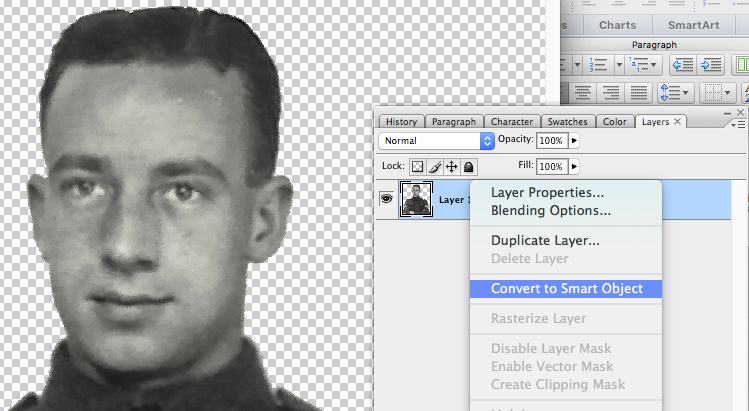 Charts SmartArt
Paragraph
History Paragraph Character Swatches Color Layers
Normal Opacity: 100%
Lock: Fill: 100%
Layer
Layer Properties...
Blending Options...
Duplicate Layer...
Delete Layer
Convert to Smart Object
Rasterize Layer
Disable Layer Mask
Enable Vector Mask
Create Clipping Mask